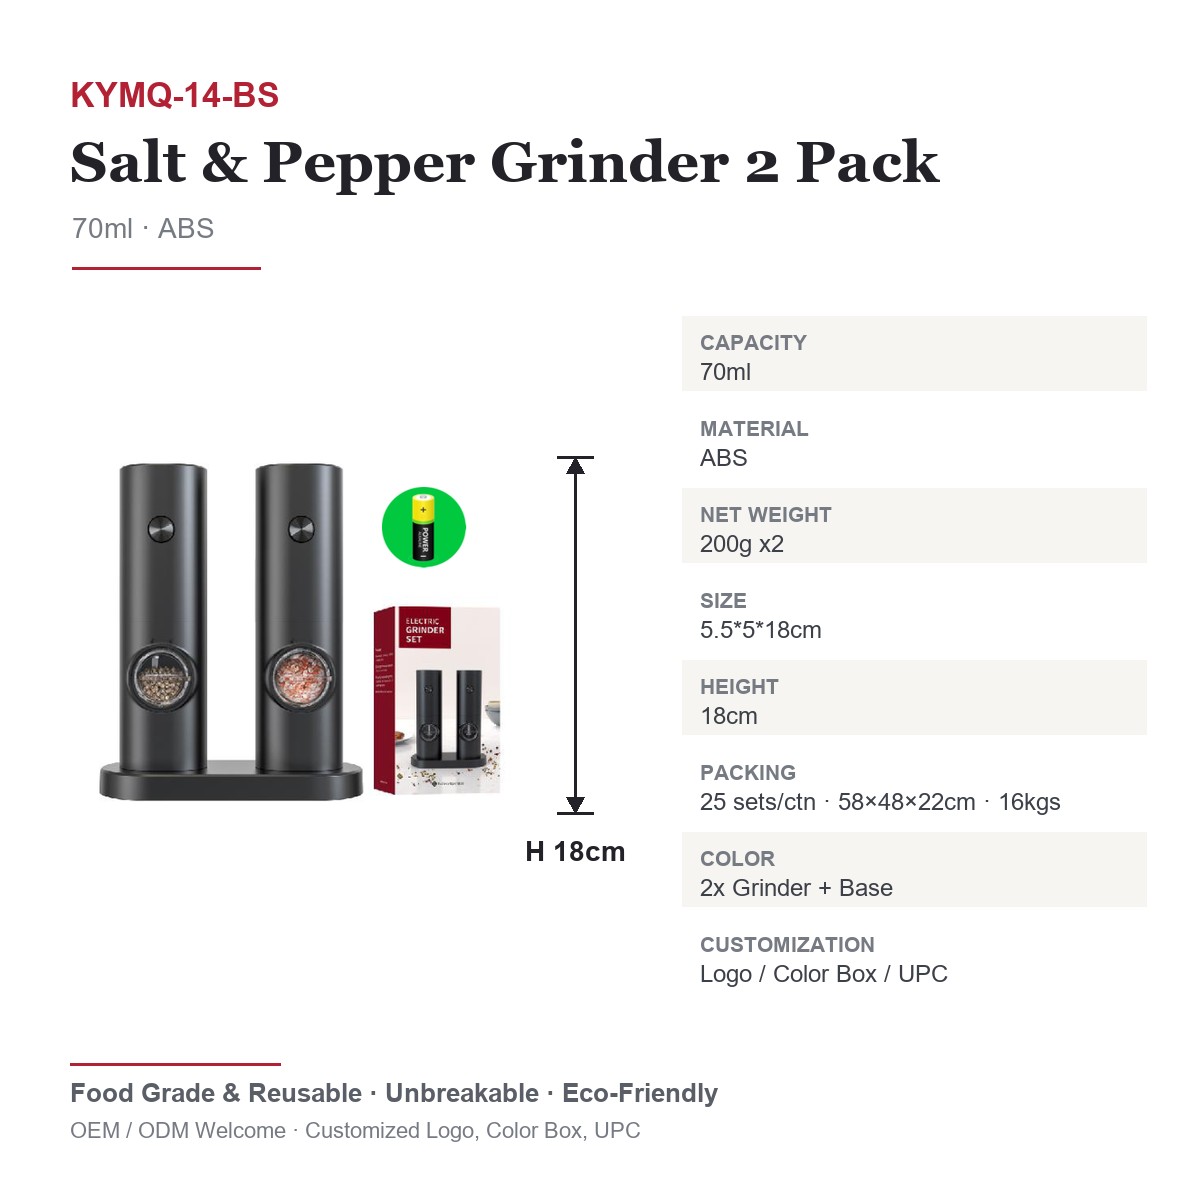 KYMQ-14-BS
Salt & Pepper Grinder 2 Pack
70ml · ABS
CAPACITY
70ml
MATERIAL
ABS
NET WEIGHT
200g x2
SIZE
5.5*5*18cm
HEIGHT
18cm
PACKING
25 sets/ctn · 58×48×22cm · 16kgs
COLOR
2x Grinder + Base
CUSTOMIZATION
Logo / Color Box / UPC
+
POWER
ELECTRIC
GRINDER
SET
H 18cm
Food Grade & Reusable · Unbreakable · Eco-Friendly
OEM / ODM Welcome · Customized Logo, Color Box, UPC